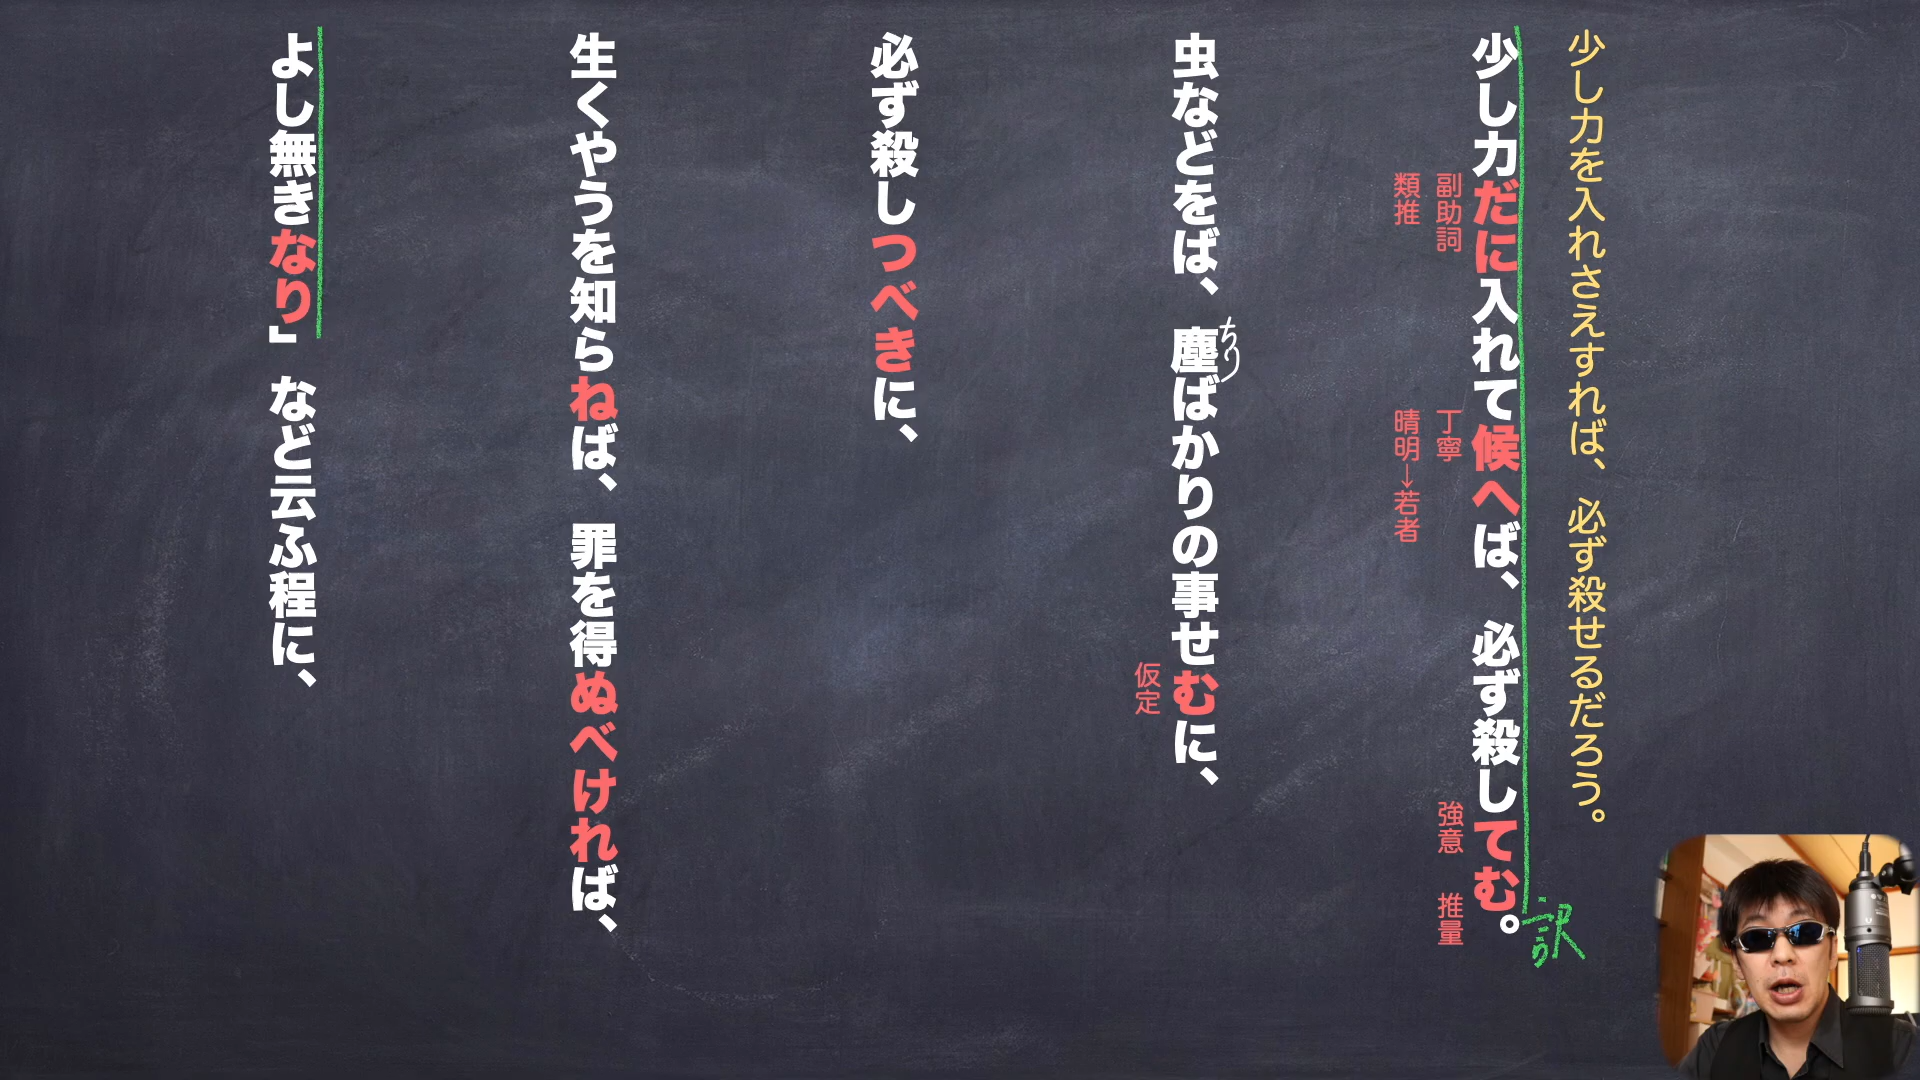 少し力を入れさえすれば、必ず殺せるだろう。
少し力だに入れて候へば、必ず殺してむ。
副助詞
類推
丁寧
晴明→若者
強意
推量
訳
虫などをば、塵ばかりの事せむに、
ちり
仮定
必ず殺しつべきに、
生くやうを知らねば、罪を得ぬべければ、
よし無きなり」など云ふ程に、